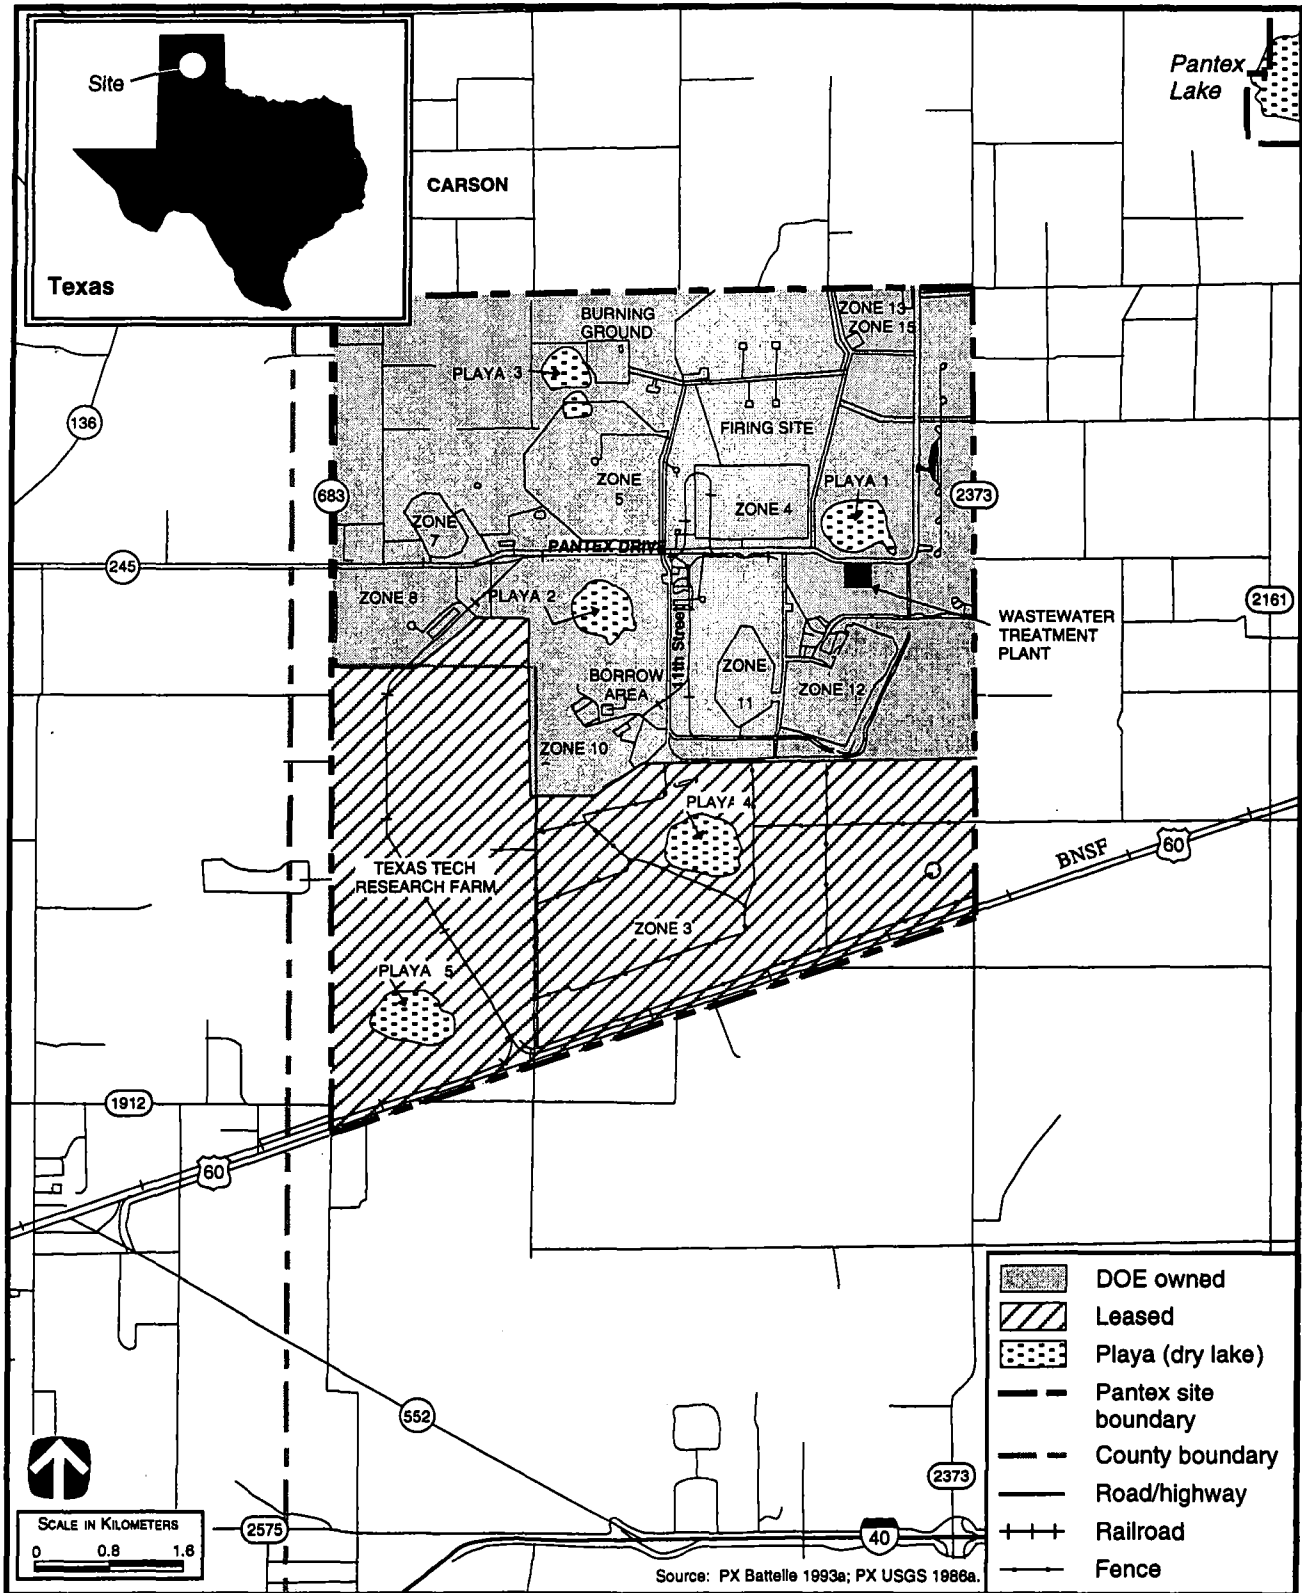 Site
Texas
CARSON
Pantex
Lake
BURNING
GROUND
ZONE 13
ZONE 15
PLAYA 3
136
FIRING SITE
683
ZONE
5
PLAYA 1
2373
ZONE 4
ZONE
7
PANTEX DRIVE
245
ZONE 8
PLAYA 2
2161
WASTEWATER
TREATMENT
PLANT
11th Street
BORROW
AREA
ZONE
11
ZONE 12
ZONE 10
PLAYA 4
BNSF
60
TEXAS TECH
RESEARCH FARM
ZONE 3
PLAYA 5
1912
60
552
2373
2575
40
SCALE IN KILOMETERS
0 0.8 1.6
DOE owned
Leased
Playa (dry lake)
Pantex site
boundary
County boundary
Road/highway
Railroad
Fence
Source: PX Battelle 1993a; PX USGS 1986a.